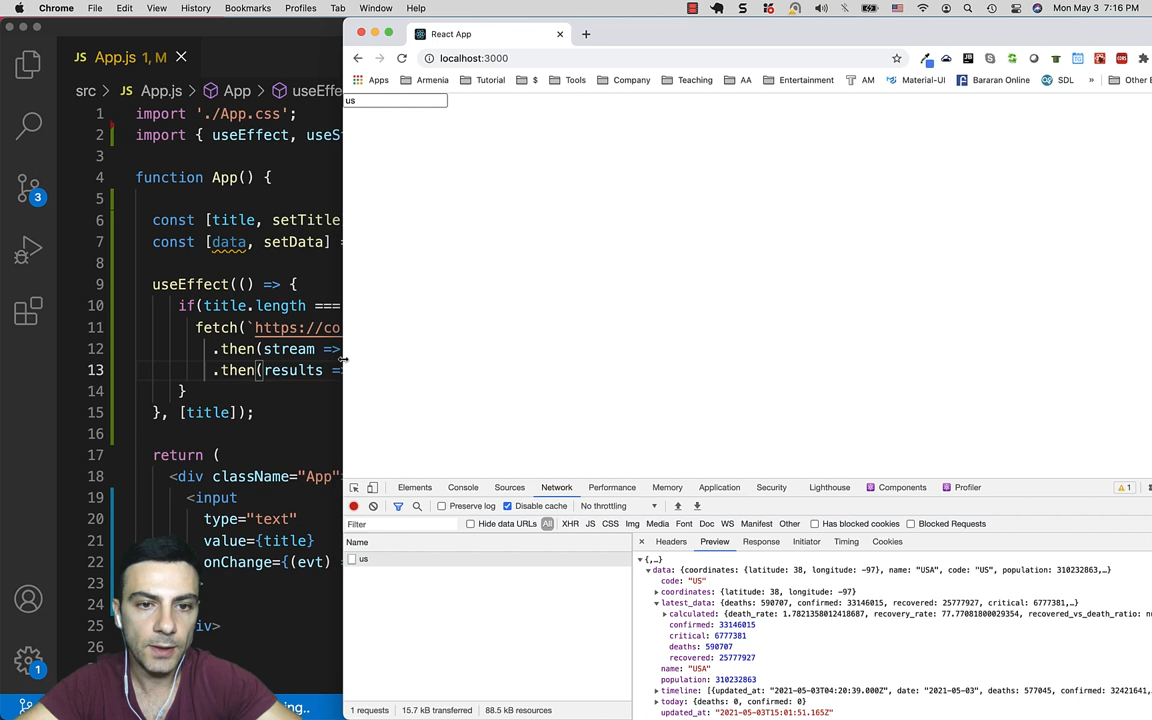 Chrome File Edit View History Bookmarks Profiles Tab Window Help Mon May 3 7:16 PM
JS App.js 1, M
React App
localhost:3000
Apps Armenia Tutorial $ Tools Company Teaching AA Entertainment AM Material-UI Bararan Online SDL » Other
src > JS App.js > App > useEffe
us
1 import './App.css';
2 import { useEffect, useSt
3
4 function App() {
5
6 const [title, setTitle
7 const [data, setData] =
8
9 useEffect(() => {
10 if(title.length ===
11 fetch(`https://co
12 .then(stream =>
13 .then(results =>
14 }
15 }, [title]);
16
17 return (
18 <div className="App"
19 <input
20 type="text"
21 value={title}
22 onChange={(evt)
23
24
25 iv>
26
ing..
3
1
Elements Console Sources Network Performance Memory Application Security Lighthouse Components Profiler 1
Preserve log Disable cache No throttling
Filter Hide data URLs All XHR JS CSS Img Media Font Doc WS Manifest Other Has blocked cookies Blocked Requests
Name
us
Headers Preview Response Initiator Timing Cookies
{,…}
data: {coordinates: {latitude: 38, longitude: -97}, name: "USA", code: "US", population: 310232863,…}
code: "US"
coordinates: {latitude: 38, longitude: -97}
latest_data: {deaths: 590707, confirmed: 33146015, recovered: 25777927, critical: 6777381,…}
calculated: {death_rate: 1.7821358012418687, recovery_rate: 77.77081800029354, recovered_vs_death_ratio: n
confirmed: 33146015
critical: 6777381
deaths: 590707
recovered: 25777927
name: "USA"
population: 310232863
timeline: [{updated_at: "2021-05-03T04:20:39.000Z", date: "2021-05-03", deaths: 577045, confirmed: 32421641,
today: {deaths: 0, confirmed: 0}
updated_at: "2021-05-03T15:01:51.165Z"
1 requests 15.7 kB transferred 88.5 kB resources